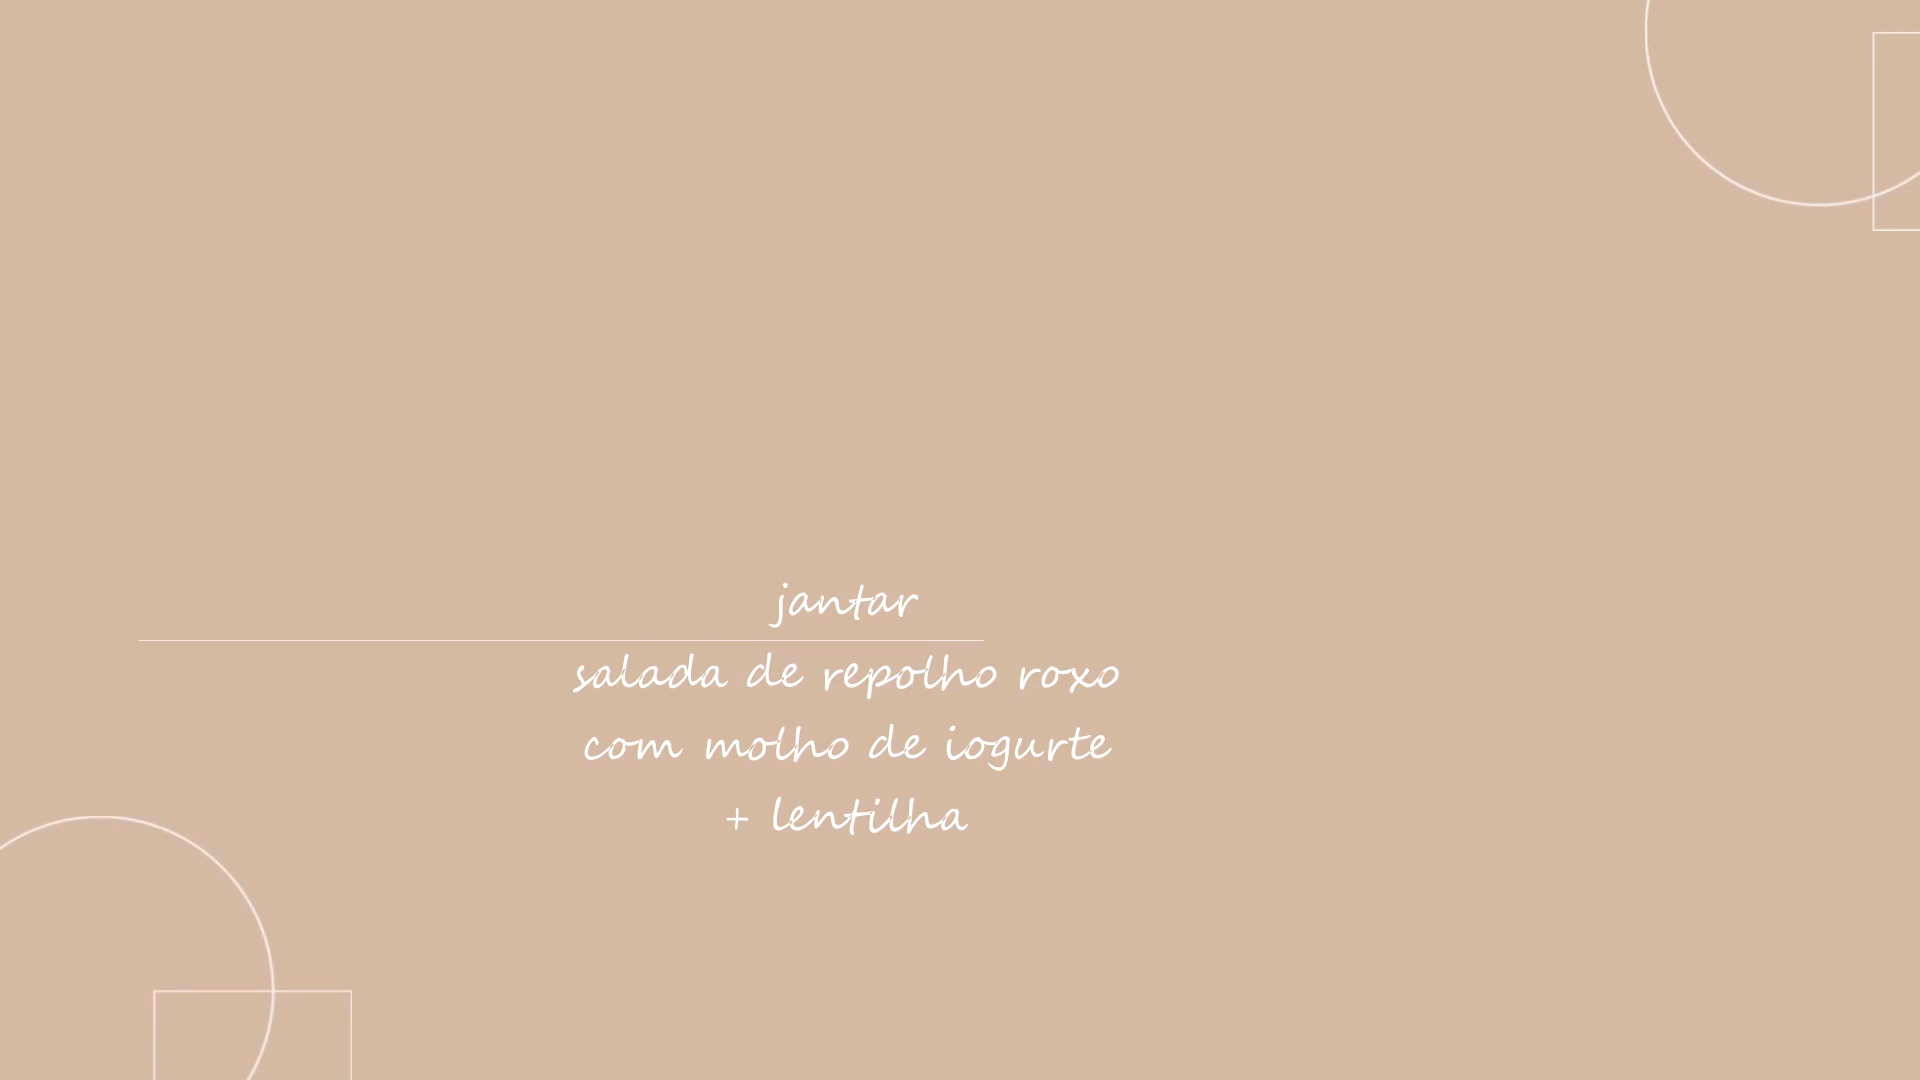 jantar
salada de repolho roxo
com molho de iogurte
+ lentilha